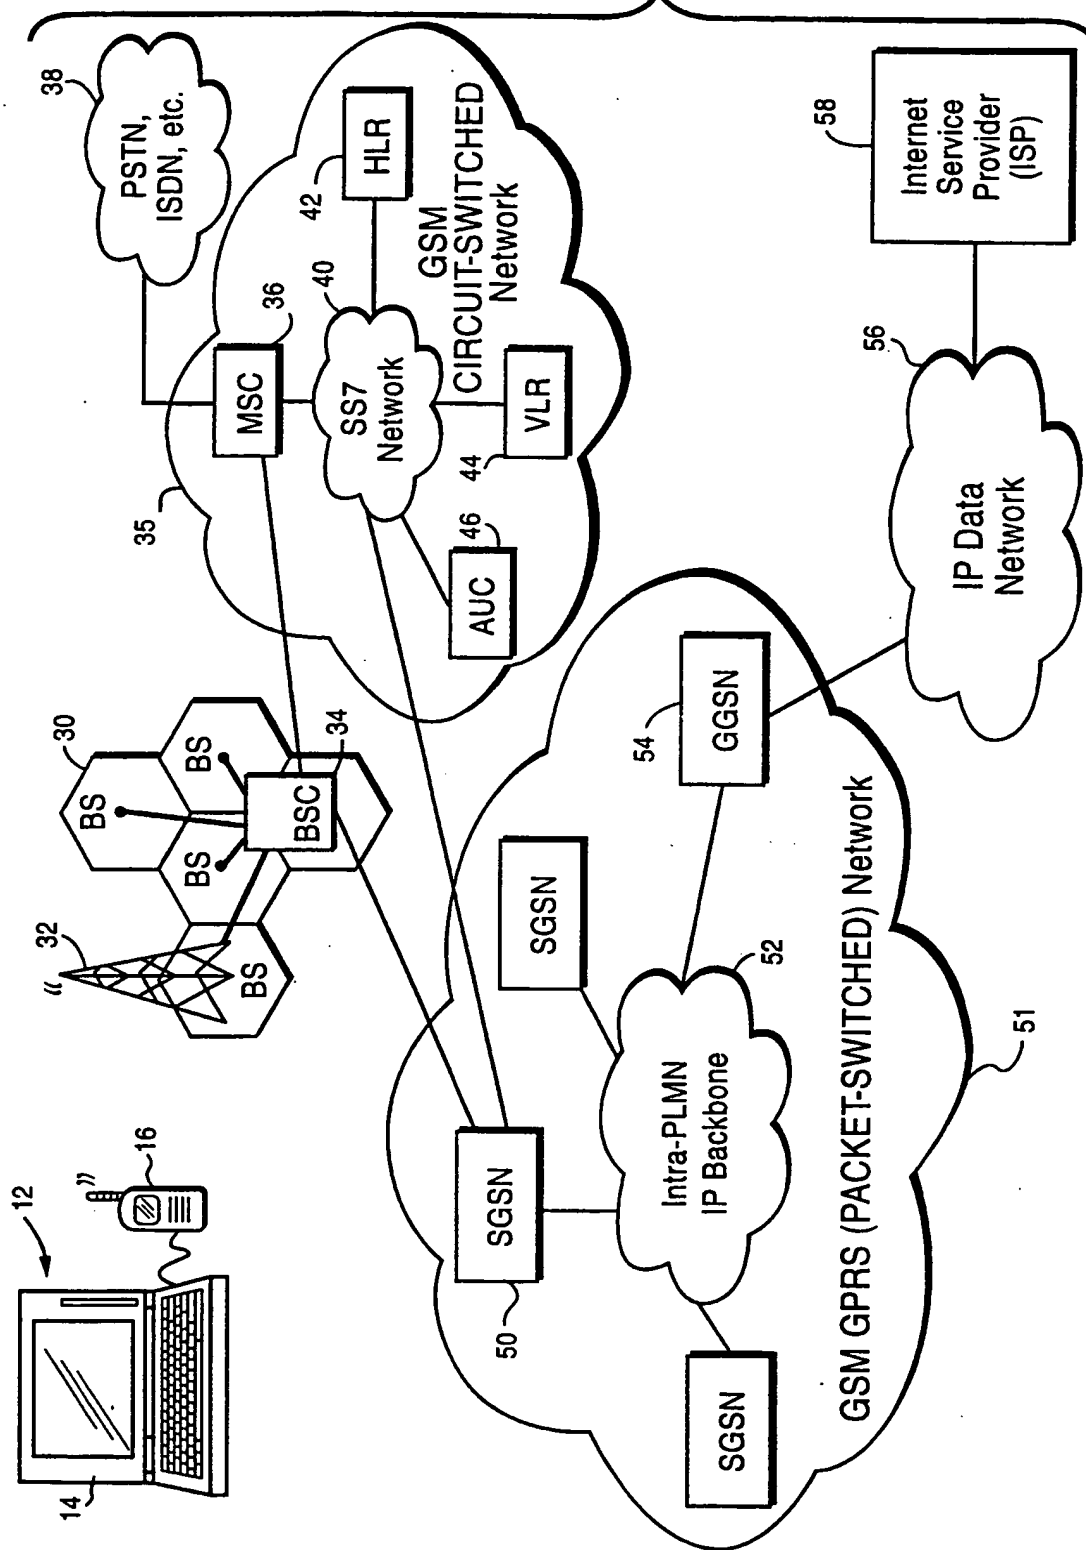 12
14
16
32
30
BS
BS
BS
BS
BSC
34
35
MSC
36
38
PSTN,
ISDN, etc.
SS7
Network
40
42
HLR
GSM
CIRCUIT-SWITCHED
Network
VLR
44
AUC
46
SGSN
50
SGSN
SGSN
Intra-PLMN
IP Backbone
52
54
GGSN
GSM GPRS (PACKET-SWITCHED) Network
51
IP Data
Network
56
58
Internet
Service
Provider
(ISP)